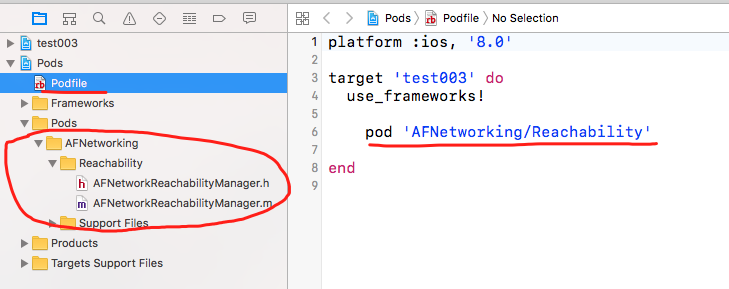 test003
Pods
Podfile
Frameworks
Pods
AFNetworking
Reachability
AFNetworkReachabilityManager.h
AFNetworkReachabilityManager.m
Support Files
Products
Targets Support Files
Pods Podfile No Selection
1 platform :ios, '8.0'
2
3 target 'test003' do
4 use_frameworks!
5
6 pod 'AFNetworking/Reachability'
7
8 end
9